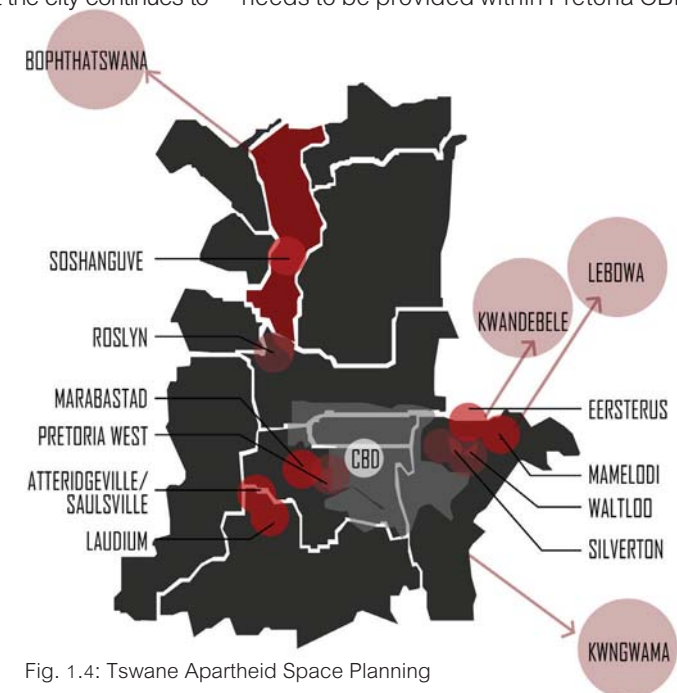 the city continues to needs to be provided within Pretoria
BOPHTHATSWANA
LEBOWA
SOSHANGUVE
KWANDEBELE
ROSLYN
MARABASTAD
EERSTERUS
PRETORIA WEST
CBD
MAMELODI
ATTERIDGEVILLE/
SAULSVILLE
WALTLOO
LAUDIUM
SILVERTON
KWNGWAMA
Fig. 1.4: Tswane Apartheid Space Planning